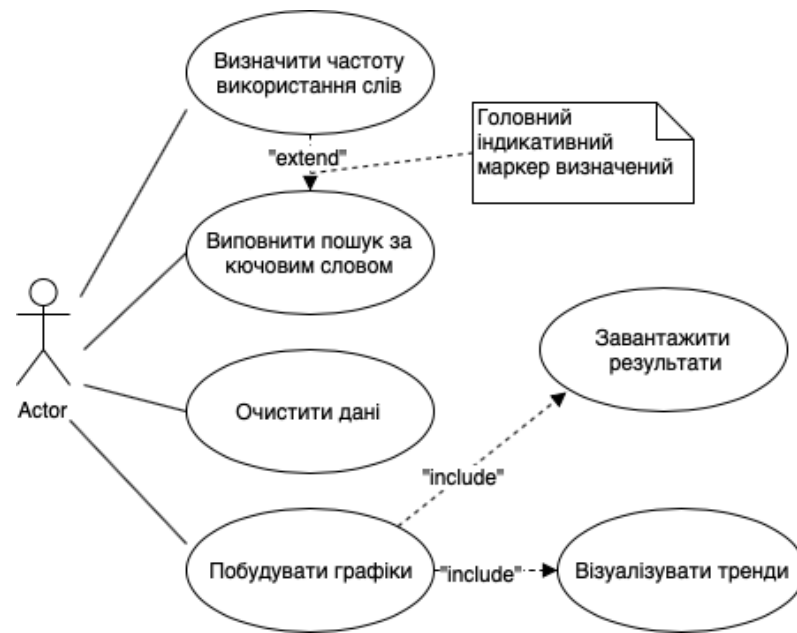 Визначити частоту
використання слів
Головний
індикативний
маркер визначений
"extend"
Виповнити пошук за
кючовим словом
Завантажити
результати
Actor
Очистити дані
"include"
Побудувати графіки
"include"
Візуалізувати тренди